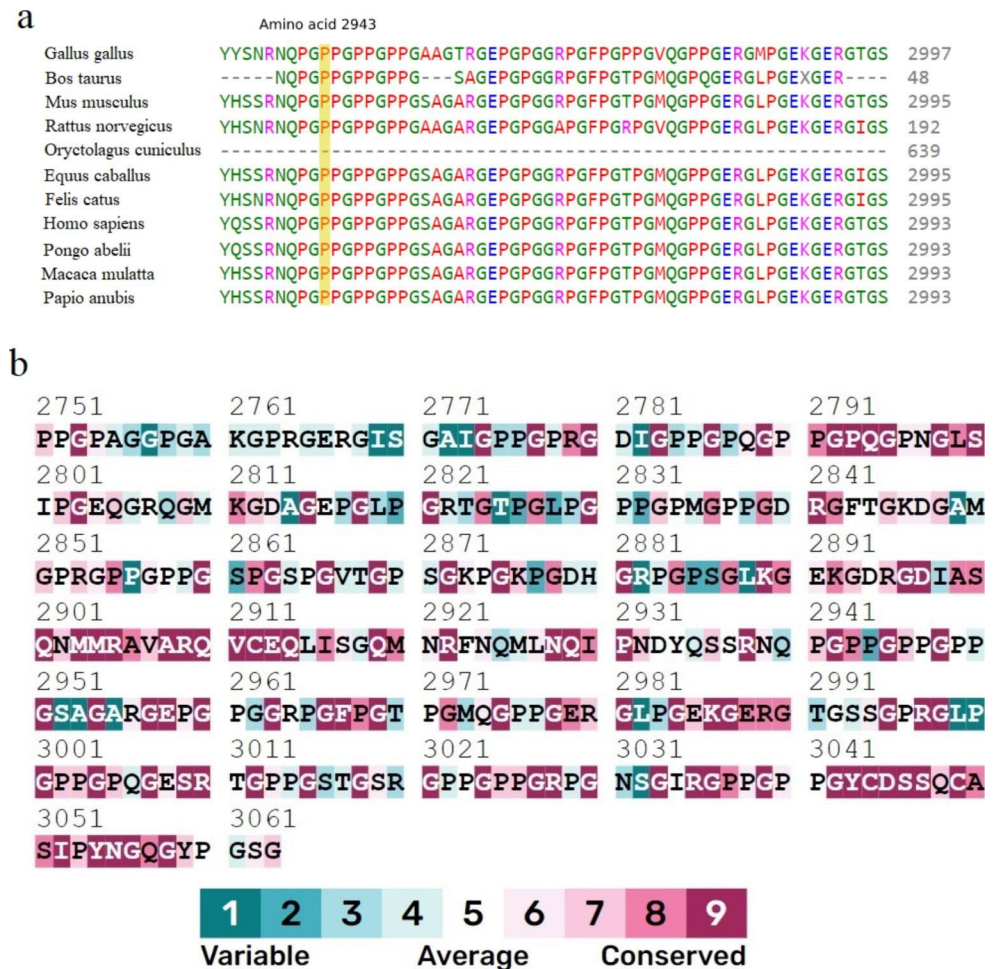 a
Amino acid 2943
Gallus gallus YYSNRNQPGPPGPPGPPGAAGTRGEPGPGGRPGFPGPPGVQGPPGERGMPGEKGERGTGS 2997
Bos taurus -----NQPGPPGPPGPPG---SAGEPGPGGRPGFPGTPGMQGPQGERGLPGEXGER---- 48
Mus musculus YHSSRNQPGPPGPPGPPGSAGARGEPGPGGRPGFPGTPGMQGPPGERGLPGEKGERGTGS 2995
Rattus norvegicus YHSNRNQPGPPGPPGPPGAAGARGEPGPGGAPGFPGRPGVQGPPGERGLPGEKGERGIGS 192
Oryctolagus cuniculus ------------------------------------------------------------ 639
Equus caballus YHSSRNQPGPPGPPGPPGSAGARGEPGPGGRPGFPGTPGMQGPPGERGLPGEKGERGIGS 2995
Felis catus YHSNRNQPGPPGPPGPPGSAGARGEPGPGGRPGFPGTPGMQGPPGERGLPGEKGERGIGS 2995
Homo sapiens YQSSRNQPGPPGPPGPPGSAGARGEPGPGGRPGFPGTPGMQGPPGERGLPGEKGERGTGS 2993
Pongo abelii YQSSRNQPGPPGPPGPPGSAGARGEPGPGGRPGFPGTPGMQGPPGERGLPGEKGERGTGS 2993
Macaca mulatta YHSSRNQPGPPGPPGPPGSAGARGEPGPGGRPGFPGTPGMQGPPGERGLPGEKGERGTGS 2993
Papio anubis YHSSRNQPGPPGPPGPPGSAGARGEPGPGGRPGFPGTPGMQGPPGERGLPGEKGERGTGS 2993
b
2751 2761 2771 2781 2791
PPGPAGGPGA KGPRGERGIS GAIGPPGPRG DIGPPGPQGP PGPQGPNGLS
2801 2811 2821 2831 2841
IPGEQGRQGM KGDAGEPGLP GRTGTPGLPG PPGPMGPPGD RGFTGKDGAM
2851 2861 2871 2881 2891
GPRGPPGPPG SPGSPGVTGP SGKPGKPGDH GRPGPSGLKG EKGDRGDIAS
2901 2911 2921 2931 2941
QNMMRAVARQ VCEQLISGQM NRFNQMLNQI PNDYQSSRNQ PGPPGPPGPP
2951 2961 2971 2981 2991
GSAGARGEPG PGGRPGFPGT PGMQGPPGER GLPGEKGERG TGSSGPRGLP
3001 3011 3021 3031 3041
GPPGPQGESR TGPPGSTGSR GPPGPPGRPG NSGIRGPPGP PGYCDSSQCA
3051 3061
SIPYNGQGYP GSG
1 2 3 4 5 6 7 8 9
Variable Average Conserved